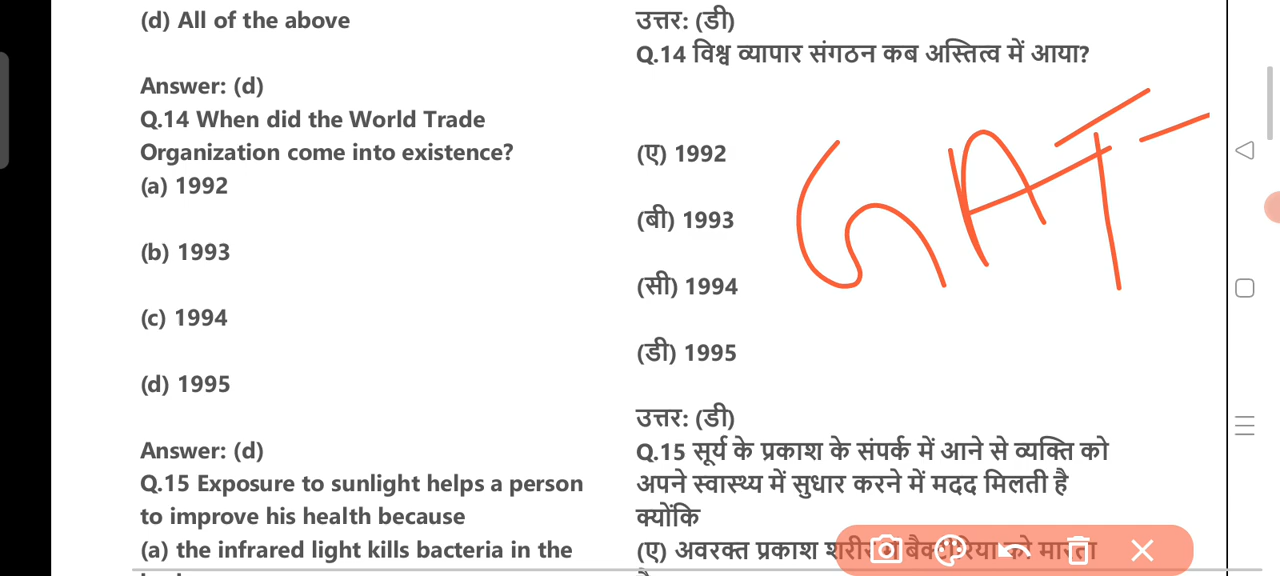 (d) All of the above
Answer: (d)
Q.14 When did the World Trade
Organization come into existence?
(a) 1992
(b) 1993
(c) 1994
(d) 1995
Answer: (d)
Q.15 Exposure to sunlight helps a person
to improve his health because
(a) the infrared light kills bacteria in the
उत्तर: (डी)
Q.14 विश्व व्यापार संगठन कब अस्तित्व में आया?
(ए) 1992
(बी) 1993
(सी) 1994
(डी) 1995
उत्तर: (डी)
Q.15 सूर्य के प्रकाश के संपर्क में आने से व्यक्ति को
अपने स्वास्थ्य में सुधार करने में मदद मिलती है
क्योंकि
(ए) अवरक्त प्रकाश शरीर में बैक्टीरिया को मारता
GAT